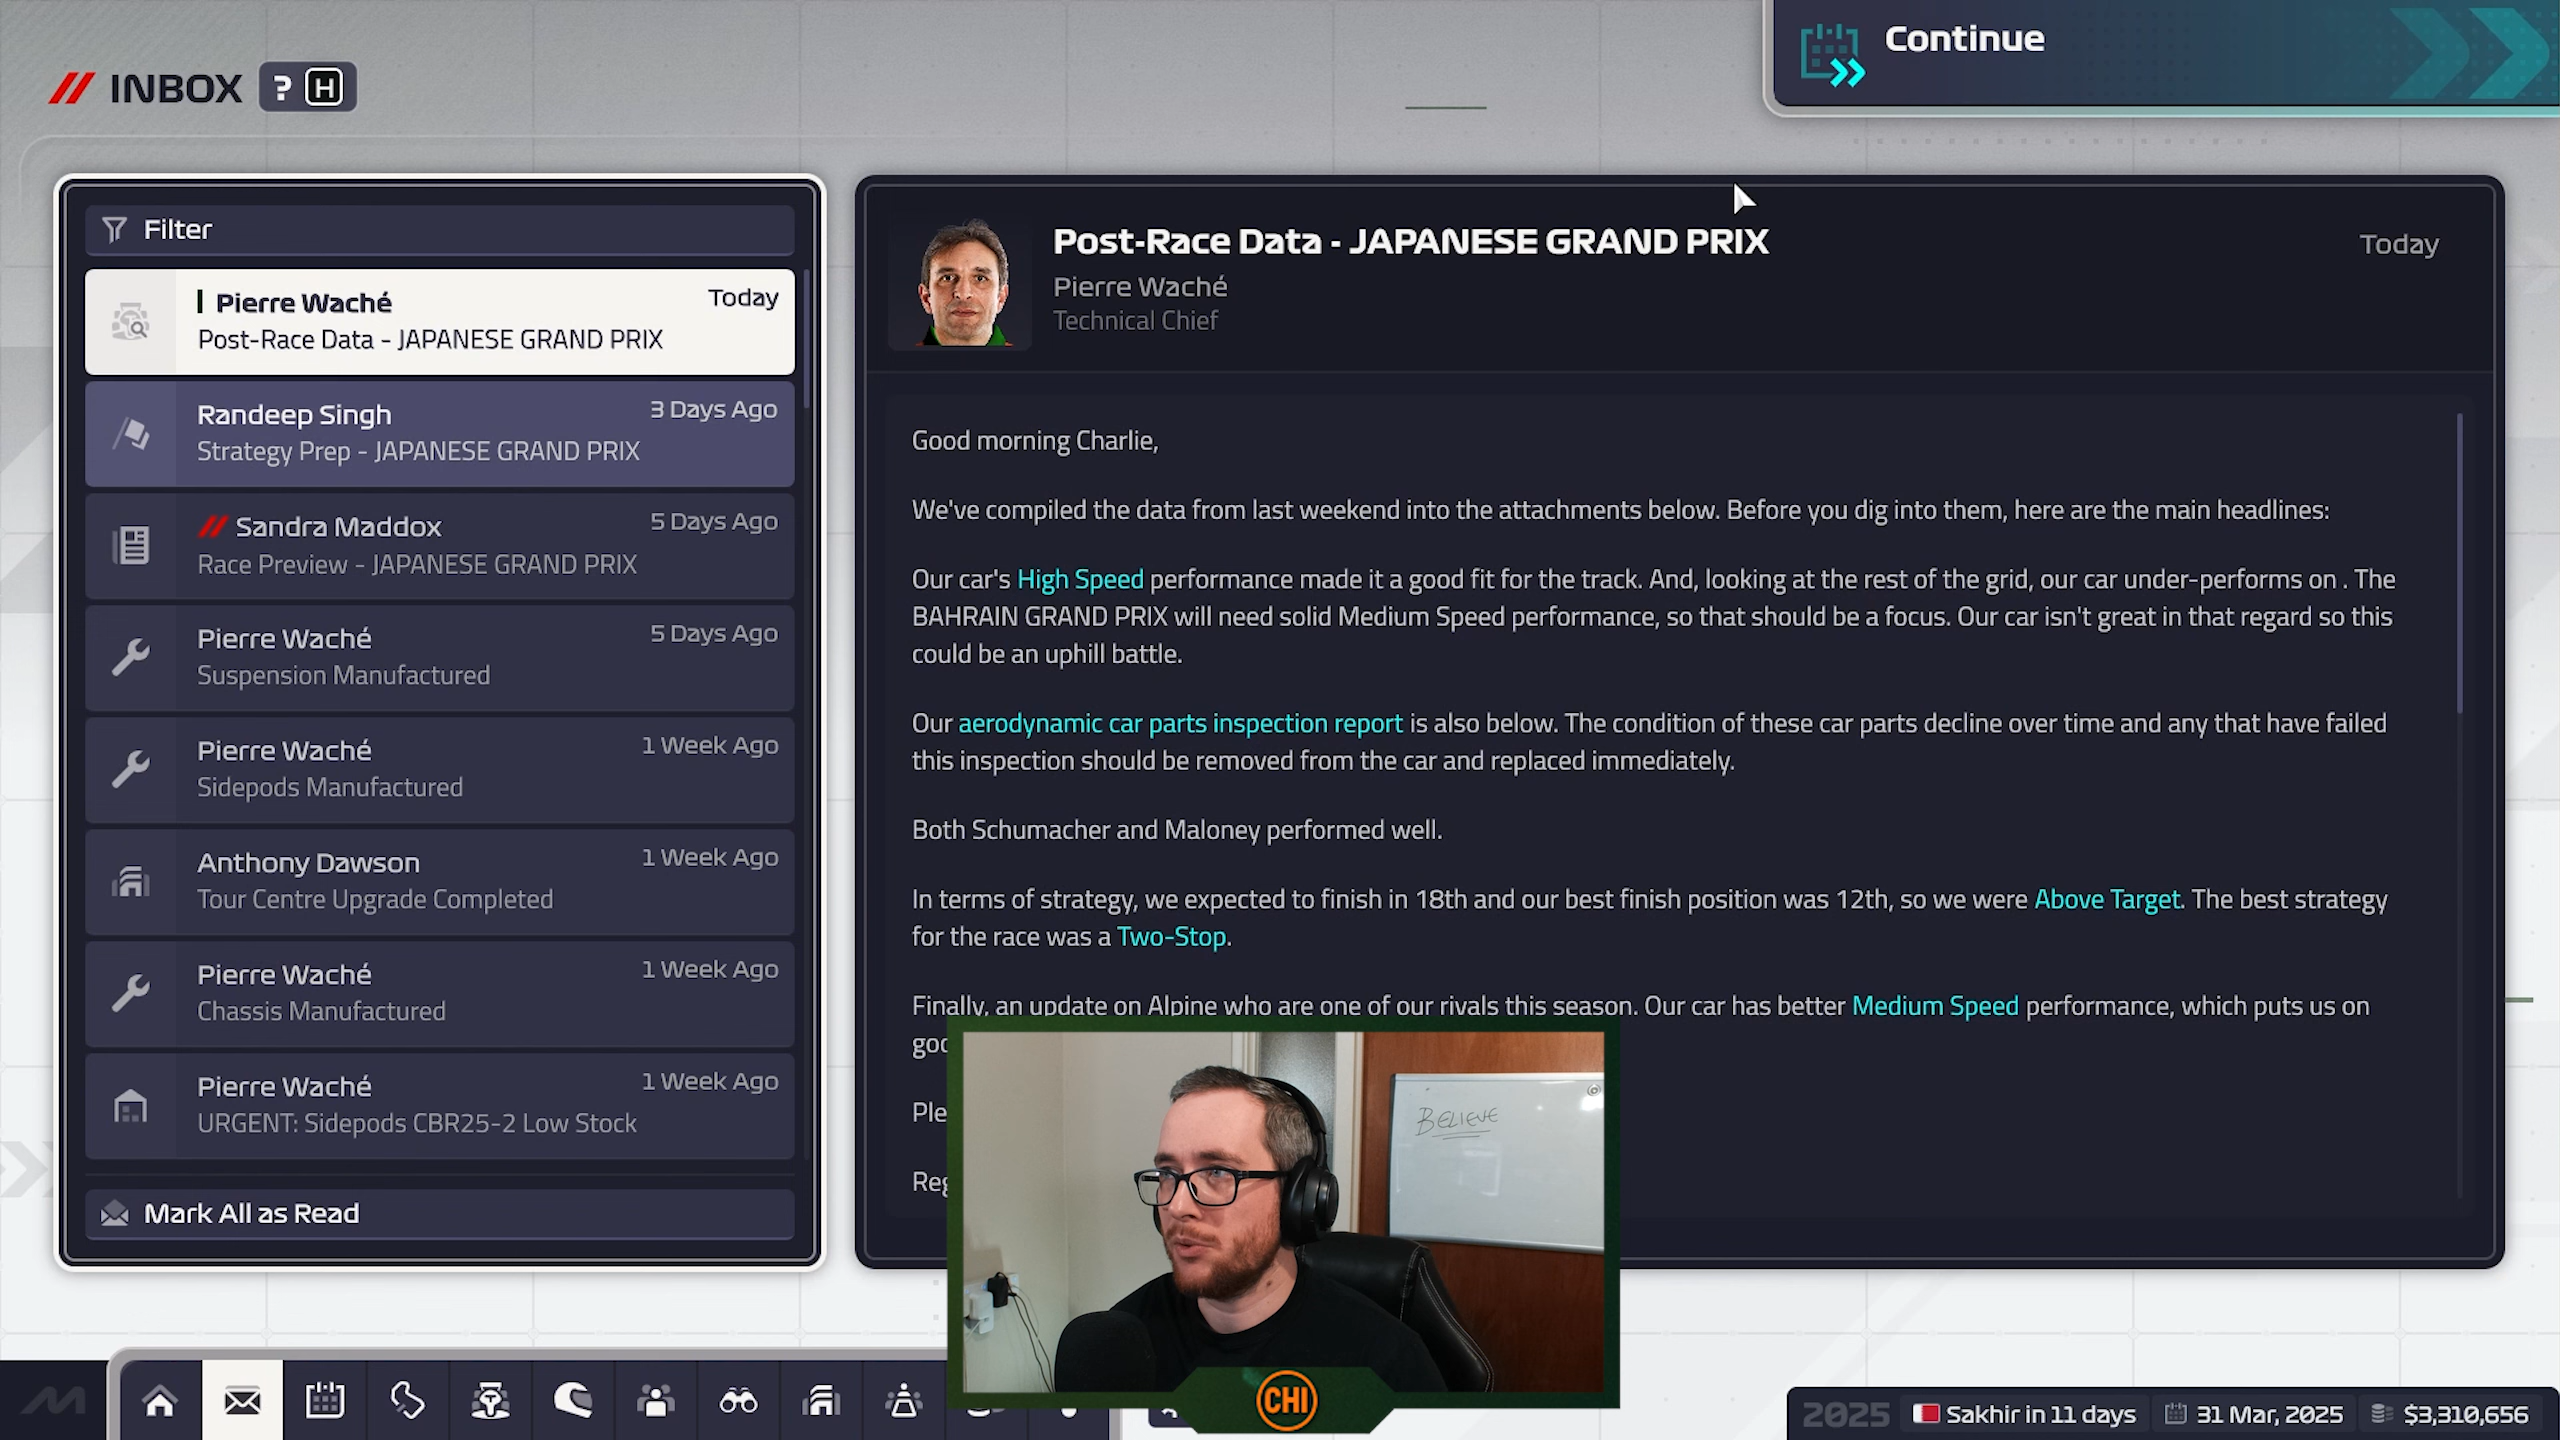 INBOX ? H
Continue
Filter
Pierre Waché Today
Post-Race Data - JAPANESE GRAND PRIX
Randeep Singh 3 Days Ago
Strategy Prep - JAPANESE GRAND PRIX
Sandra Maddox 5 Days Ago
Race Preview - JAPANESE GRAND PRIX
Pierre Waché 5 Days Ago
Suspension Manufactured
Pierre Waché 1 Week Ago
Sidepods Manufactured
Anthony Dawson 1 Week Ago
Tour Centre Upgrade Completed
Pierre Waché 1 Week Ago
Chassis Manufactured
Pierre Waché 1 Week Ago
URGENT: Sidepods CBR25-2 Low Stock
Mark All as Read
Post-Race Data - JAPANESE GRAND PRIX Today
Pierre Waché
Technical Chief
Good morning Charlie,
We've compiled the data from last weekend into the attachments below. Before you dig into them, here are the main headlines:
Our car's High Speed performance made it a good fit for the track. And, looking at the rest of the grid, our car under-performs on . The
BAHRAIN GRAND PRIX will need solid Medium Speed performance, so that should be a focus. Our car isn't great in that regard so this
could be an uphill battle.
Our aerodynamic car parts inspection report is also below. The condition of these car parts decline over time and any that have failed
this inspection should be removed from the car and replaced immediately.
Both Schumacher and Maloney performed well.
In terms of strategy, we expected to finish in 18th and our best finish position was 12th, so we were Above Target. The best strategy
for the race was a Two-Stop.
Finally, an update on Alpine who are one of our rivals this season. Our car has better Medium Speed performance, which puts us on
BELIEVE
CHI
2025 Sakhir in 11 days 31 Mar, 2025 $3,310,656